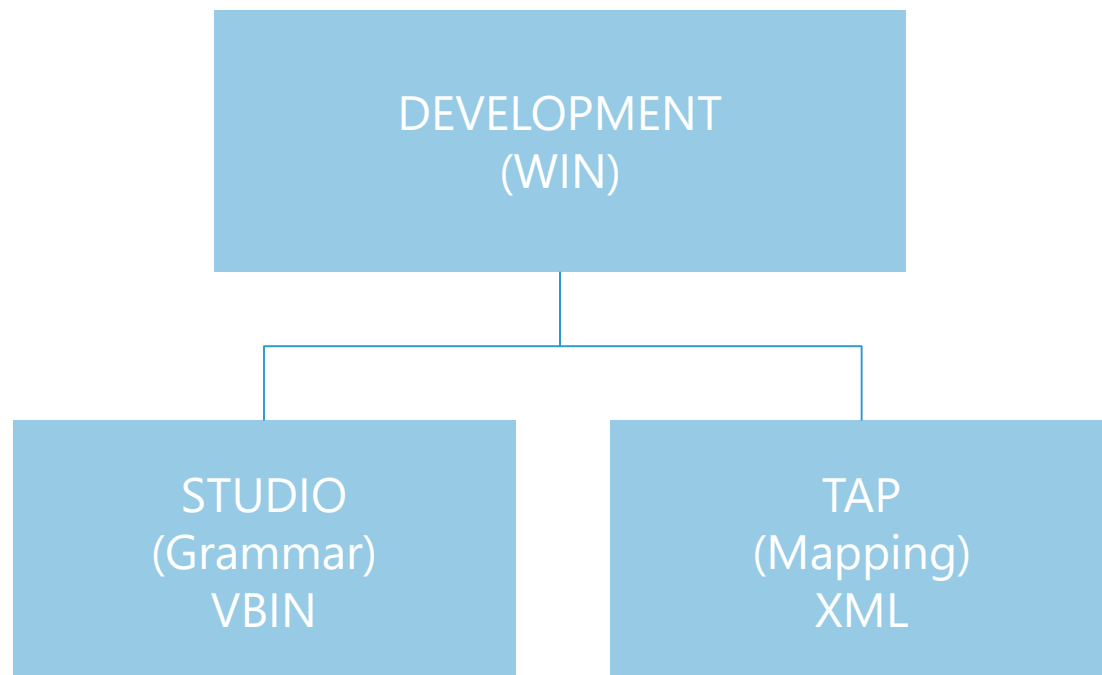 DEVELOPMENT
(WIN)
STUDIO
(Grammar)
VBIN
TAP
(Mapping)
XML